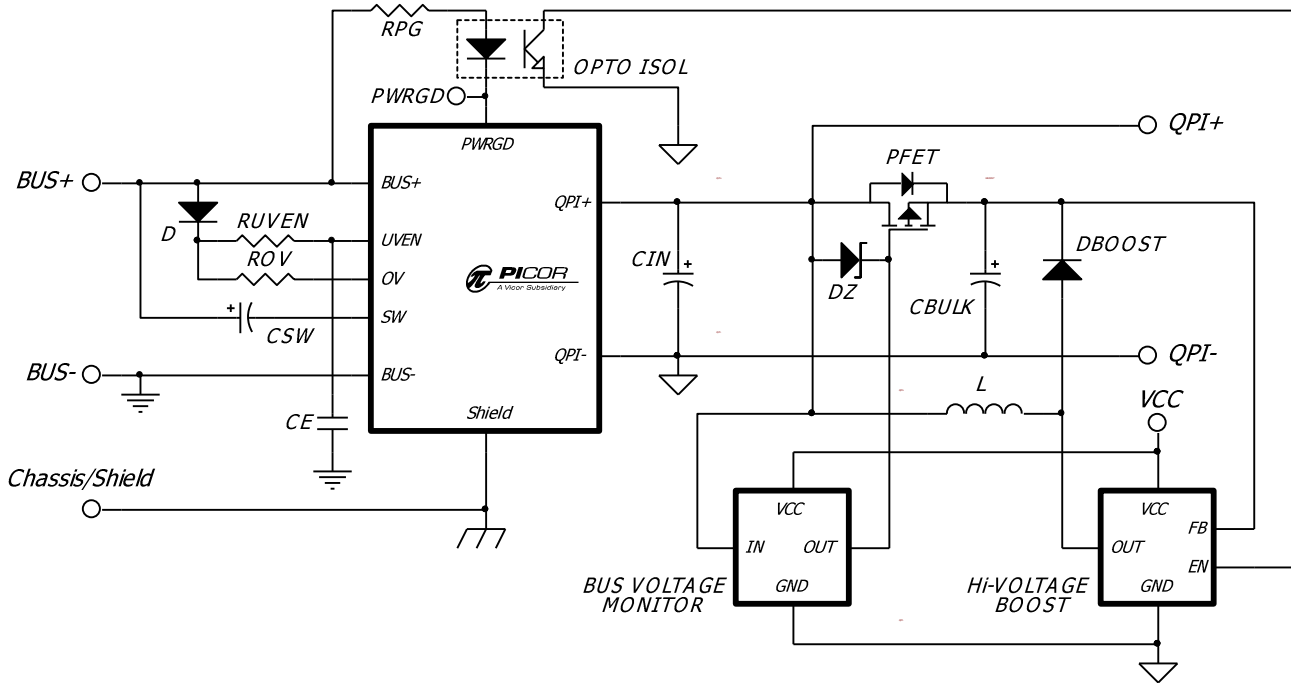 RPG
OPTO ISOL
PWRGD
PWRGD
QPI+
BUS+
BUS+
PFET
QPI+
D
RUVEN
UVEN
ROV
OV
CIN
+
DZ
+
DBOOST
π PICOR
A Vicor Subsidiary
CBULK
+
CSW
SW
QPI-
QPI-
BUS-
BUS-
L
VCC
CE
Shield
Chassis/Shield
VCC
VCC
FB
IN OUT
OUT
EN
GND
GND
BUS VOLTAGE
MONITOR
Hi-VOLTAGE
BOOST